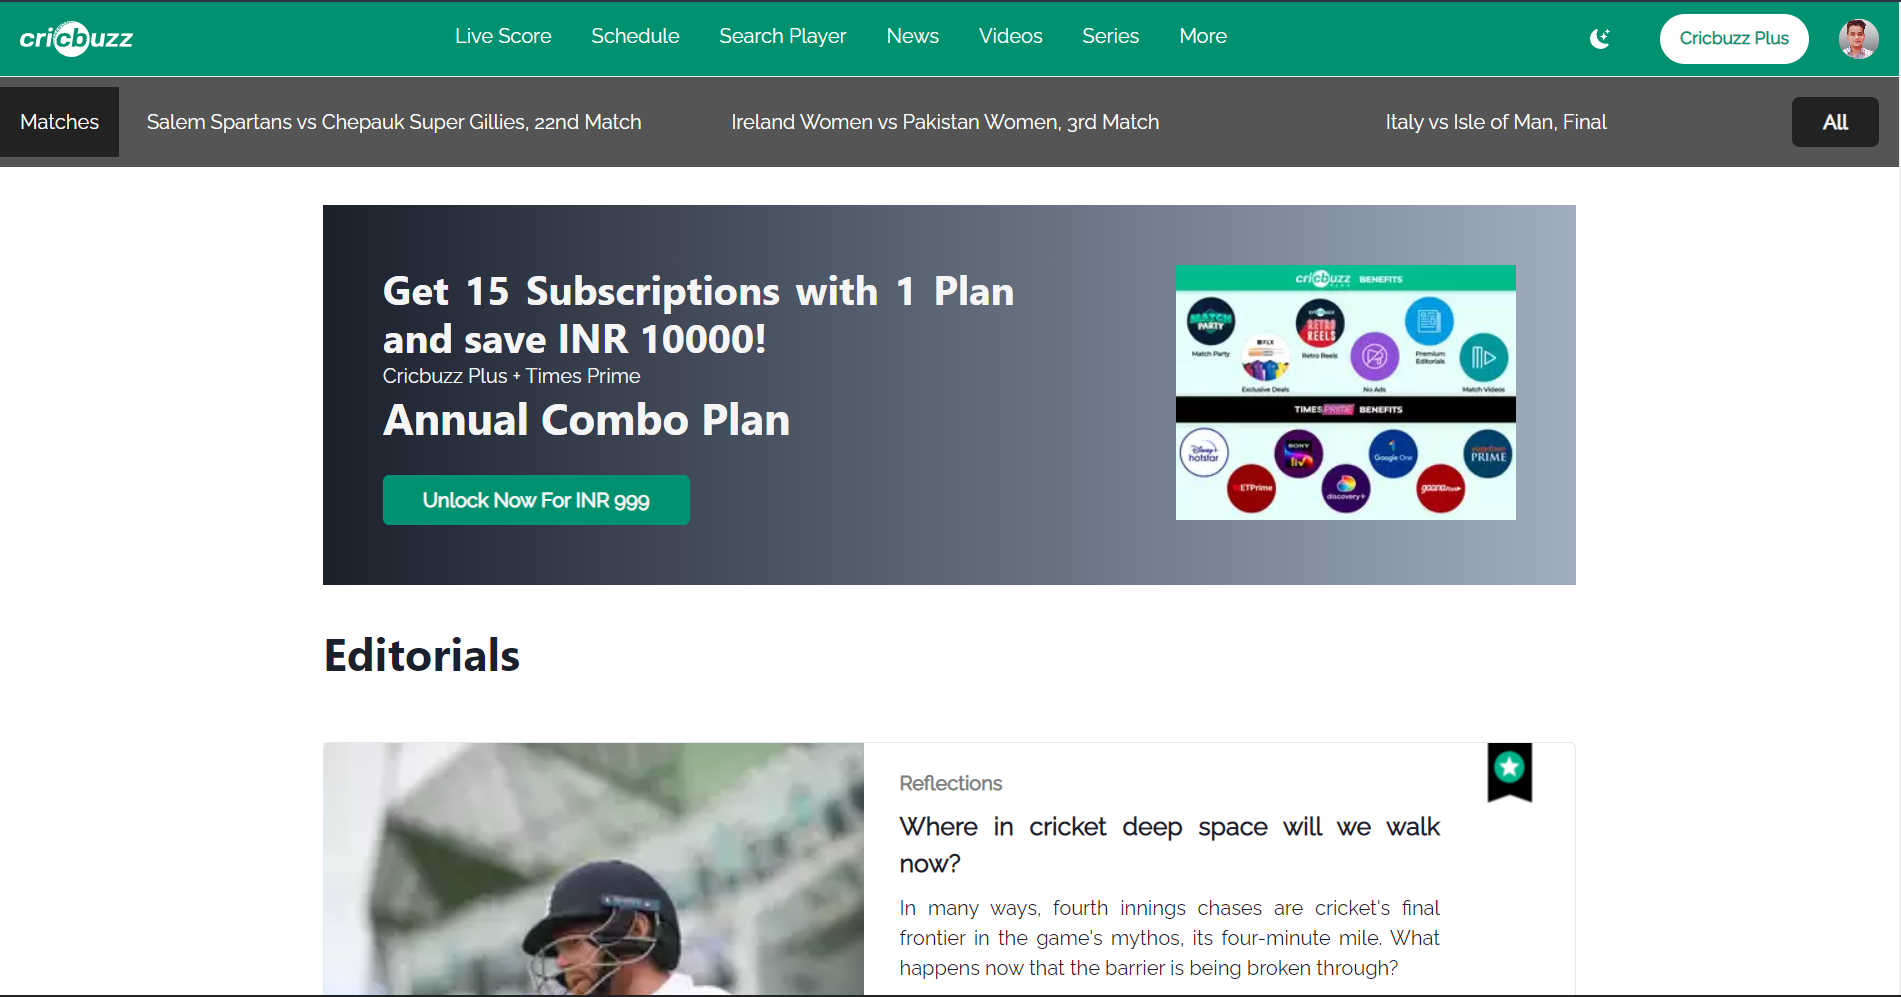 cricbuzz
Live Score Schedule Search Player News Videos Series More
Cricbuzz Plus
Matches
Salem Spartans vs Chepauk Super Gillies, 22nd Match
Ireland Women vs Pakistan Women, 3rd Match
Italy vs Isle of Man, Final
All
Get 15 Subscriptions with 1 Plan
and save INR 10000!
Cricbuzz Plus + Times Prime
Annual Combo Plan
Unlock Now For INR 999
cricbuzz PLUS BENEFITS
MATCH PARTY
Match Party
FLX
Exclusive Deals
cricbuzz
RETRO REELS
Retro Reels
No Ads
Premium
Editorials
Match Videos
TIMES PRIME BENEFITS
Disney+ hotstar
ETPrime
SONY liv
discovery+
Google One
gaana
PRIME
Editorials
Reflections
Where in cricket deep space will we walk
now?
In many ways, fourth innings chases are cricket's final
frontier in the game's mythos, its four-minute mile. What
happens now that the barrier is being broken through?